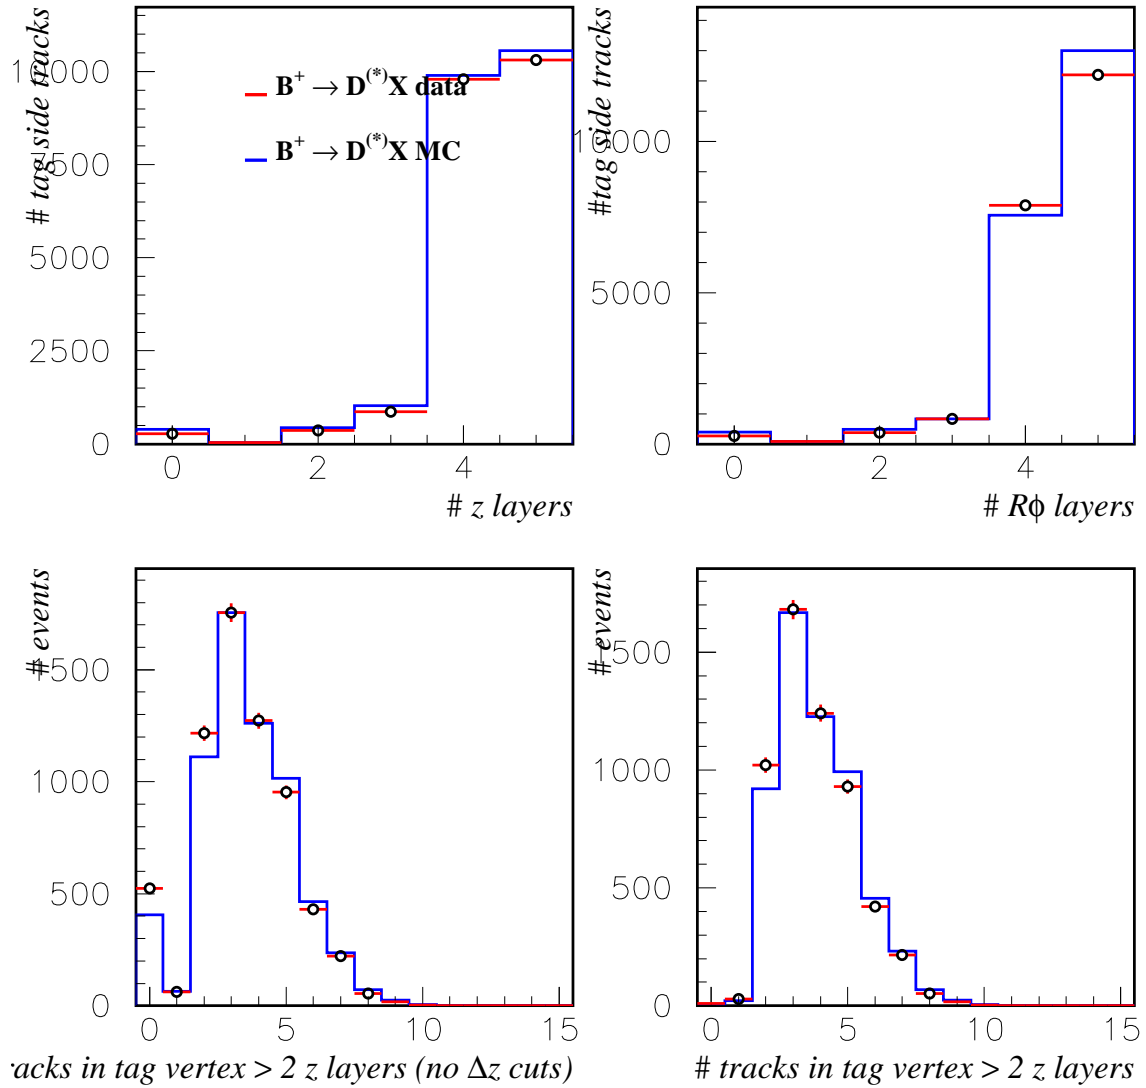 # tag side tracks
10000
7500
5000
2500
0
B⁺ → D⁽*⁾X data
B⁺ → D⁽*⁾X MC
0 2 4
# z layers
#tag side tracks
10000
5000
0
0 2 4
# Rϕ layers
# events
1500
1000
500
0
0 5 10 15
racks in tag vertex > 2 z layers (no Δz cuts)
# events
1500
1000
500
0
0 5 10 15
# tracks in tag vertex > 2 z layers